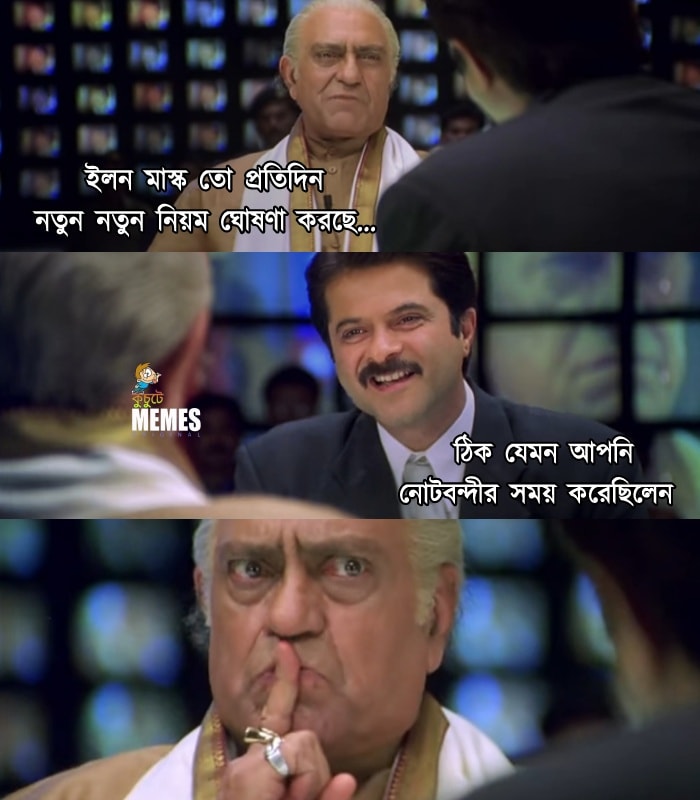 ইলন মাস্ক তো প্রতিদিন
নতুন নতুন নিয়ম ঘোষণা করছে...
কুচুটে
MEMES
ঠিক যেমন আপনি
নোটবন্দীর সময় করেছিলেন